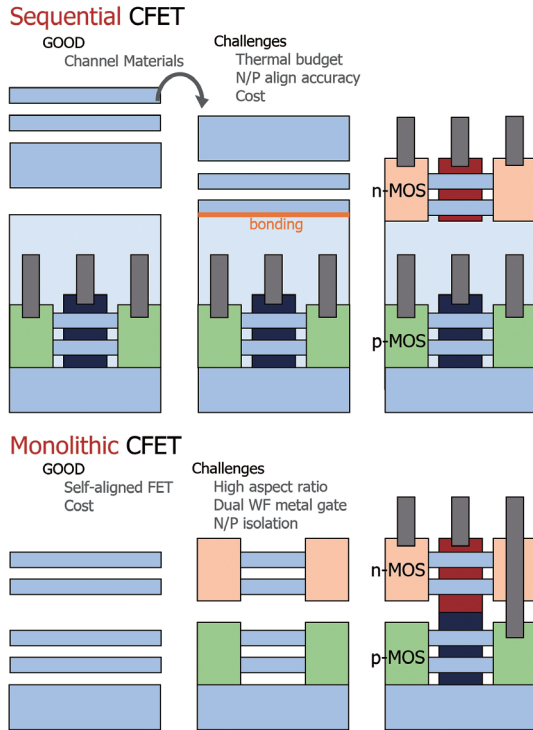 Sequential CFET
GOOD
Channel Materials
Challenges
Thermal budget
N/P align accuracy
Cost
bonding
n-MOS
p-MOS
Monolithic CFET
GOOD
Self-aligned FET
Cost
Challenges
High aspect ratio
Dual WF metal gate
N/P isolation
n-MOS
p-MOS